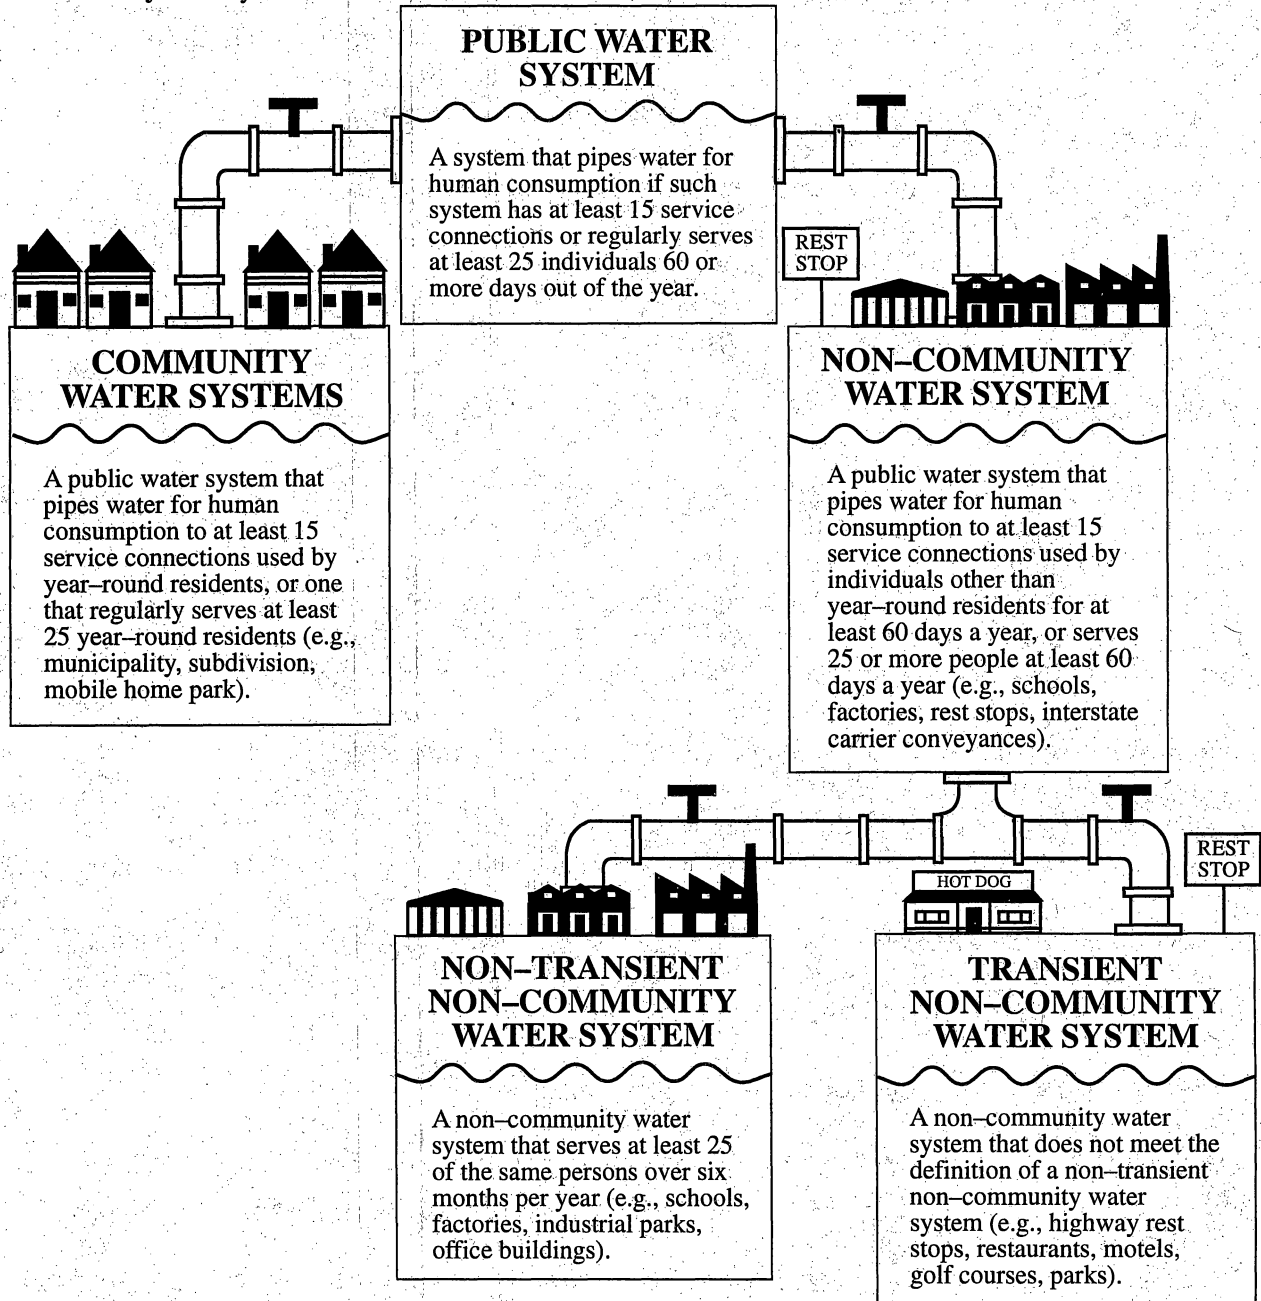 PUBLIC WATER
SYSTEM
A system that pipes water for
human consumption if such
system has at least 15 service
connections or regularly serves
at least 25 individuals 60 or
more days out of the year.
REST
STOP
COMMUNITY
WATER SYSTEMS
A public water system that
pipes water for human
consumption to at least 15
service connections used by
year–round residents, or one
that regularly serves at least
25 year–round residents (e.g.,
municipality, subdivision,
mobile home park).
NON–COMMUNITY
WATER SYSTEM
A public water system that
pipes water for human
consumption to at least 15
service connections used by
individuals other than
year–round residents for at
least 60 days a year, or serves
25 or more people at least 60
days a year (e.g., schools,
factories, rest stops, interstate
carrier conveyances).
REST
STOP
HOT DOG
NON–TRANSIENT
NON–COMMUNITY
WATER SYSTEM
A non–community water
system that serves at least 25
of the same persons over six
months per year (e.g., schools,
factories, industrial parks,
office buildings).
TRANSIENT
NON–COMMUNITY
WATER SYSTEM
A non–community water
system that does not meet the
definition of a non–transient
non–community water
system (e.g., highway rest
stops, restaurants, motels,
golf courses, parks).